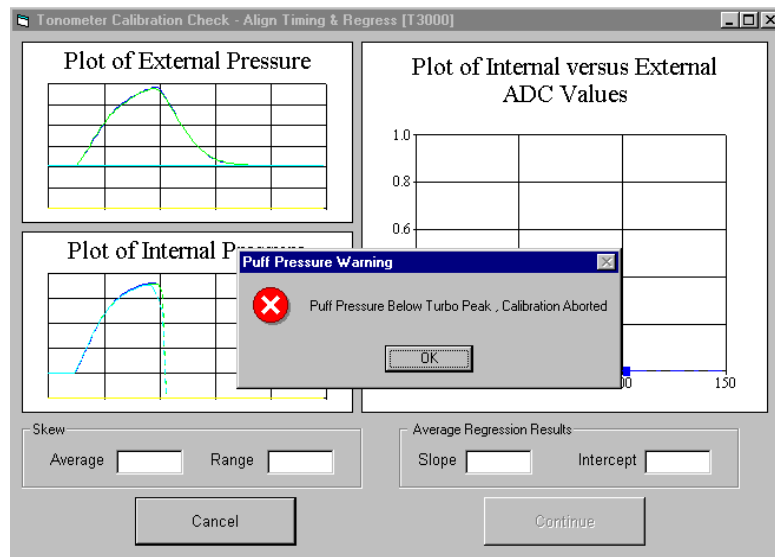 Tonometer Calibration Check - Align Timing & Regress [T3000]
Plot of External Pressure
Plot of Internal versus External
ADC Values
1.0
0.8
0.6
Plot of Internal Pressure
Puff Pressure Warning
Puff Pressure Below Turbo Peak , Calibration Aborted
OK
150
Skew
Average
Range
Average Regression Results
Slope
Intercept
Cancel
Continue